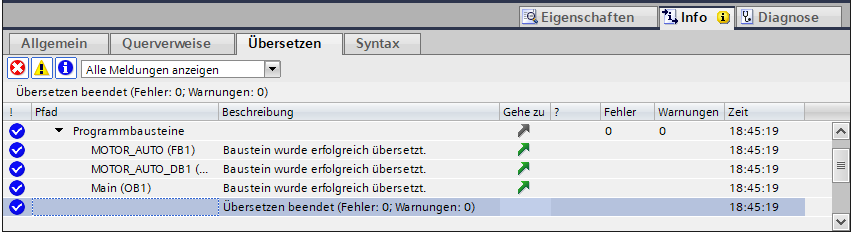 Eigenschaften Info Diagnose
Allgemein Querverweise Übersetzen Syntax
Alle Meldungen anzeigen
Übersetzen beendet (Fehler: 0; Warnungen: 0)
! Pfad Beschreibung Gehe zu ? Fehler Warnungen Zeit
Programmbausteine 0 0 18:45:19
MOTOR_AUTO (FB1) Baustein wurde erfolgreich übersetzt. 18:45:19
MOTOR_AUTO_DB1 (... Baustein wurde erfolgreich übersetzt. 18:45:19
Main (OB1) Baustein wurde erfolgreich übersetzt. 18:45:19
Übersetzen beendet (Fehler: 0; Warnungen: 0) 18:45:19